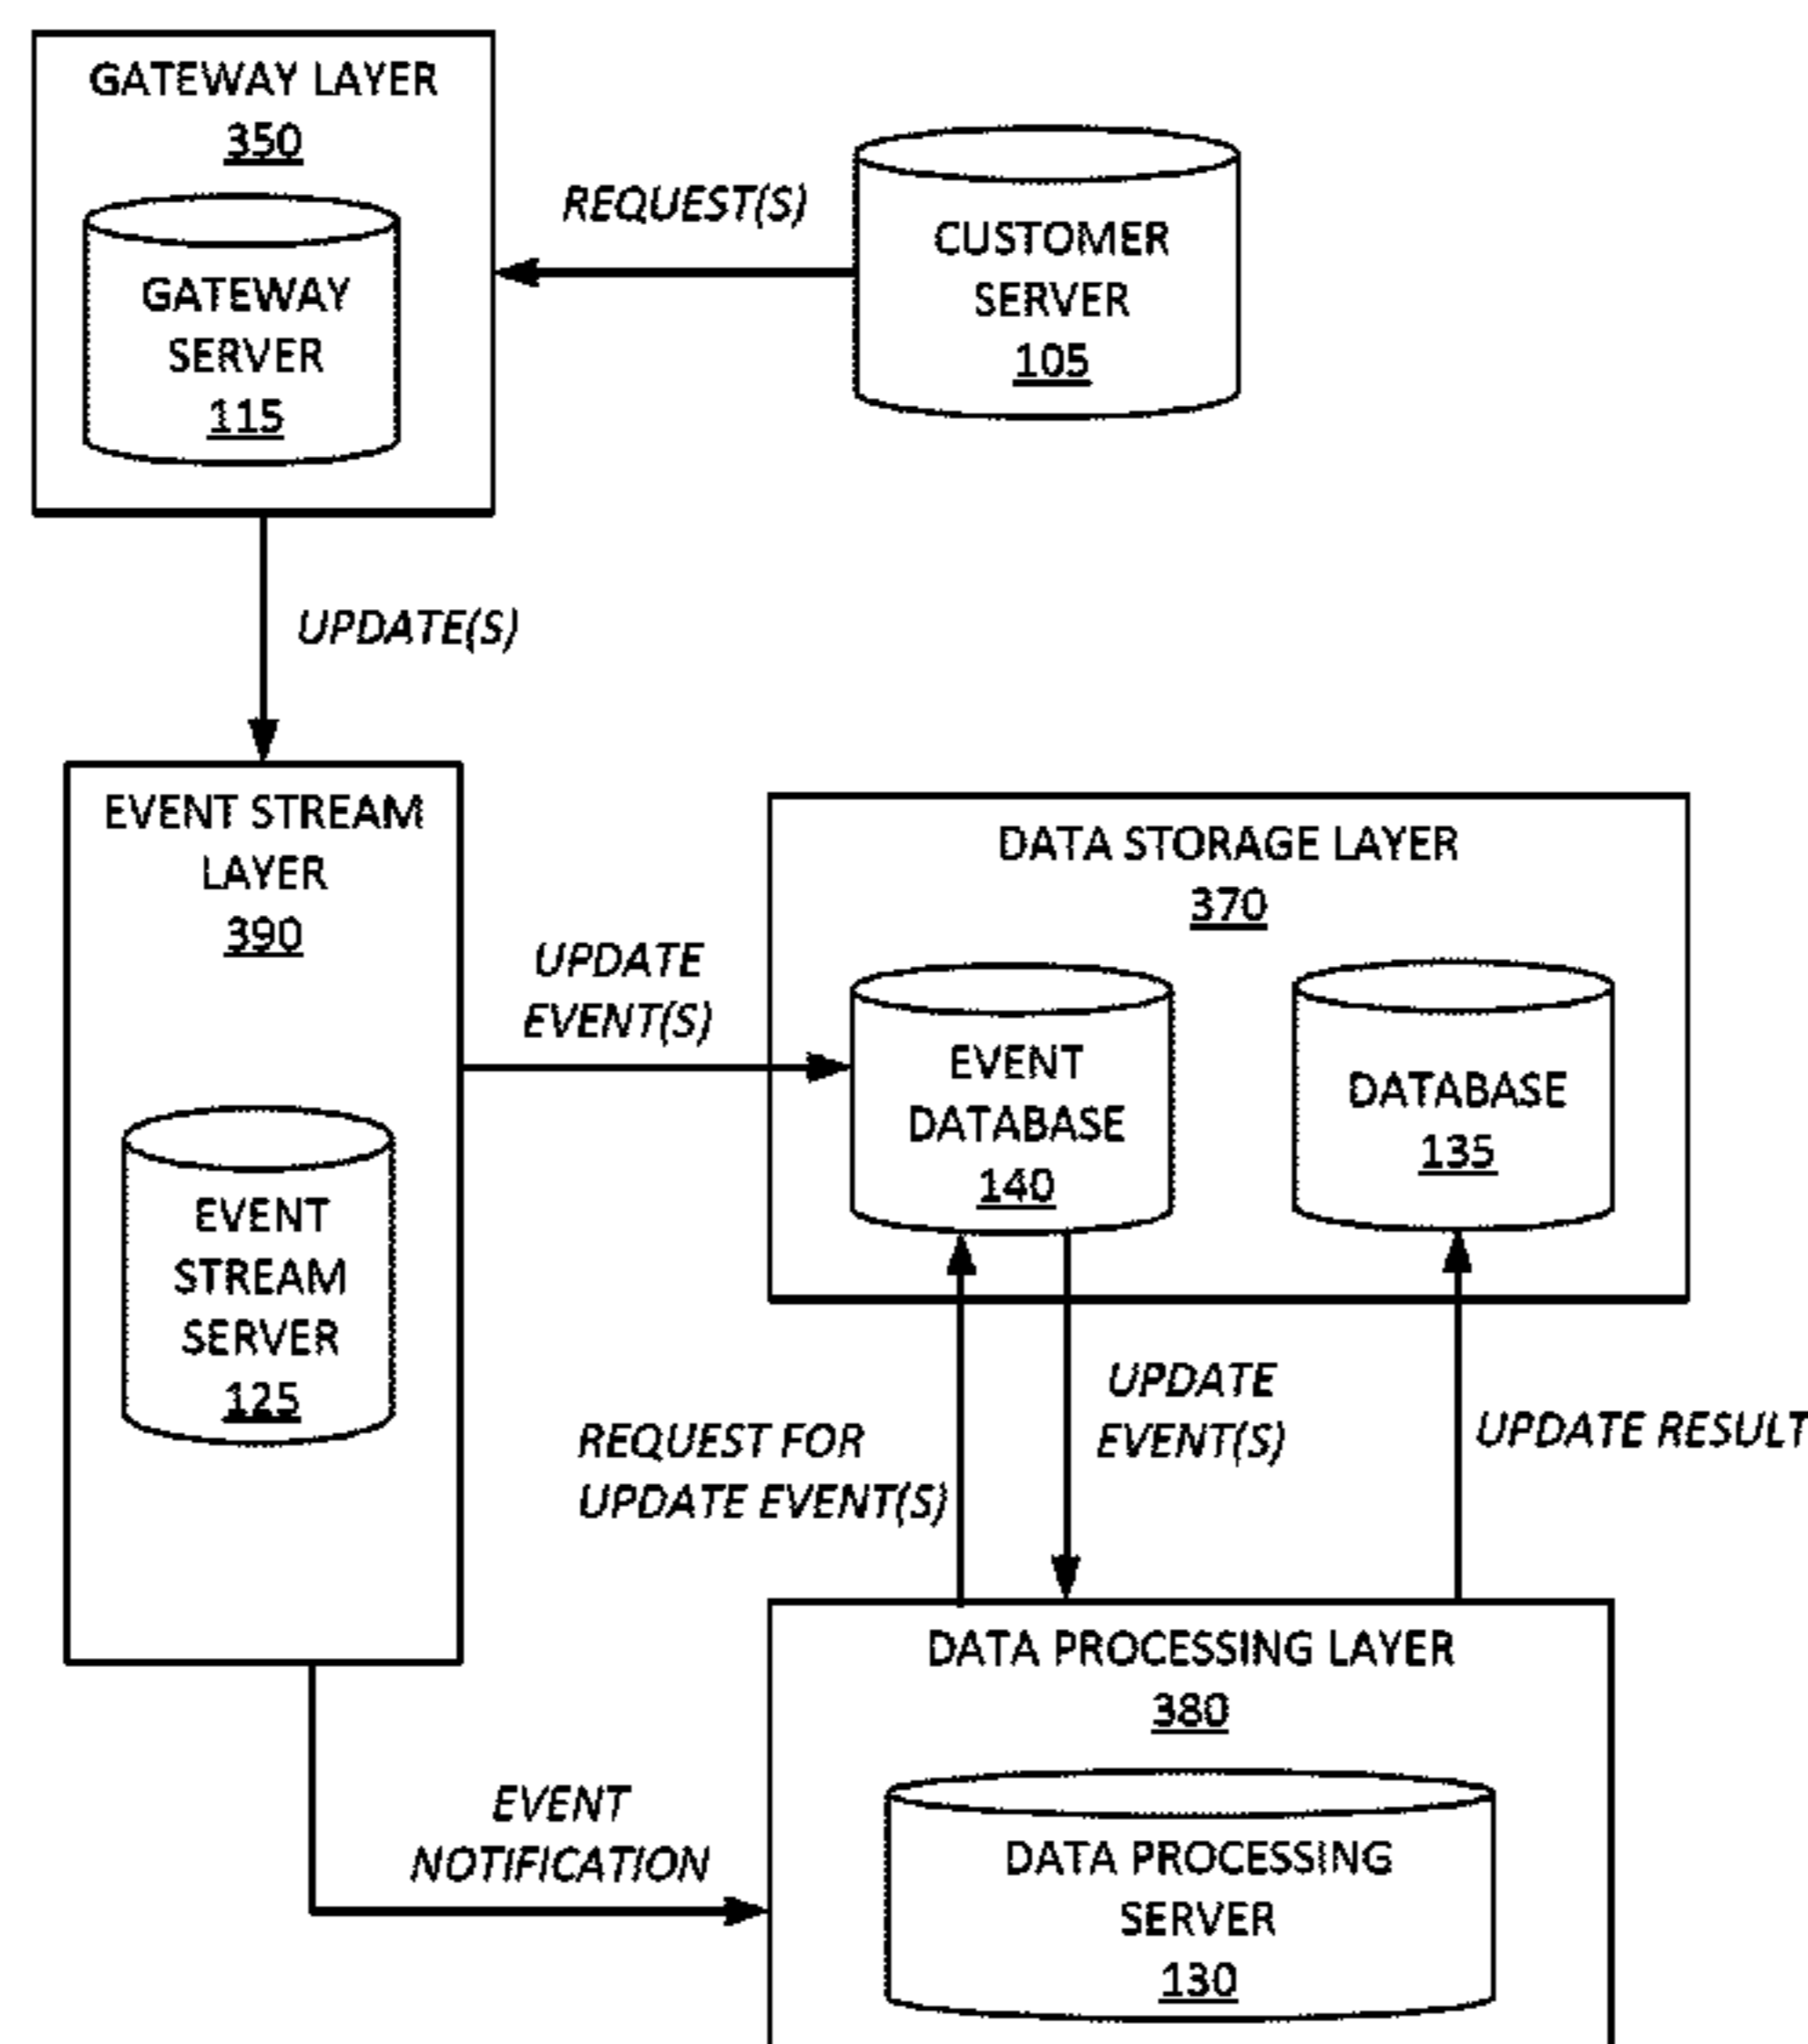 GATEWAY LAYER
350
GATEWAY
SERVER
115
REQUEST(S)
CUSTOMER
SERVER
105
UPDATE(S)
EVENT STREAM
LAYER
390
EVENT
STREAM
SERVER
125
UPDATE
EVENT(S)
DATA STORAGE LAYER
370
EVENT
DATABASE
140
DATABASE
135
REQUEST FOR
UPDATE EVENT(S)
UPDATE
EVENT(S)
UPDATE RESULT
EVENT
NOTIFICATION
DATA PROCESSING LAYER
380
DATA PROCESSING
SERVER
130